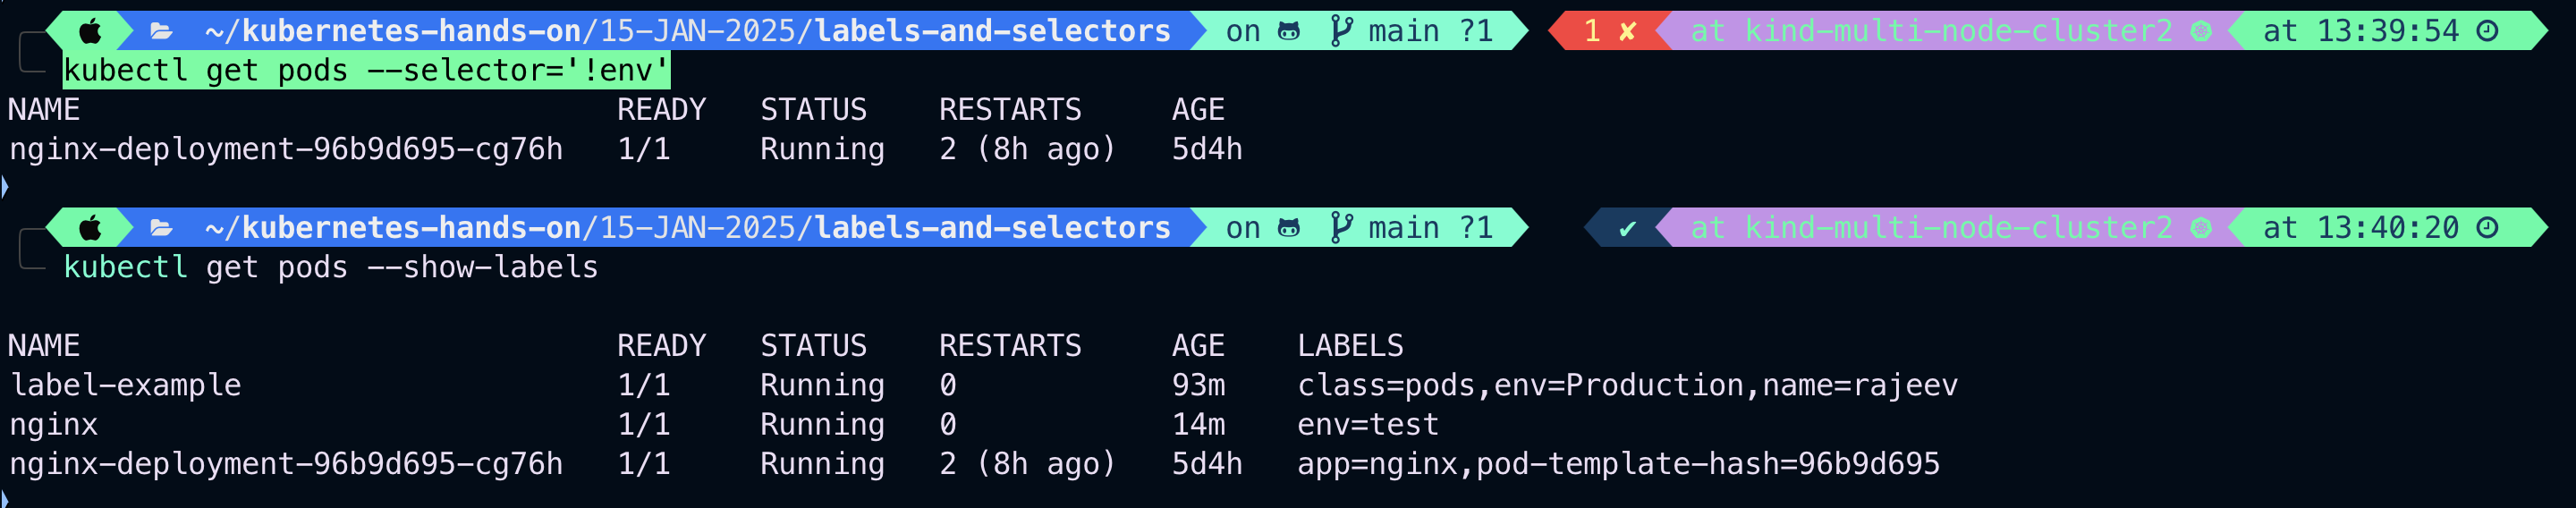 ~/kubernetes-hands-on/15-JAN-2025/labels-and-selectors on main ?1 1 ✘ at kind-multi-node-cluster2 at 13:39:54
kubectl get pods --selector='!env'
NAME READY STATUS RESTARTS AGE
nginx-deployment-96b9d695-cg76h 1/1 Running 2 (8h ago) 5d4h
~/kubernetes-hands-on/15-JAN-2025/labels-and-selectors on main ?1 ✔ at kind-multi-node-cluster2 at 13:40:20
kubectl get pods --show-labels
NAME READY STATUS RESTARTS AGE LABELS
label-example 1/1 Running 0 93m class=pods,env=Production,name=rajeev
nginx 1/1 Running 0 14m env=test
nginx-deployment-96b9d695-cg76h 1/1 Running 2 (8h ago) 5d4h app=nginx,pod-template-hash=96b9d695